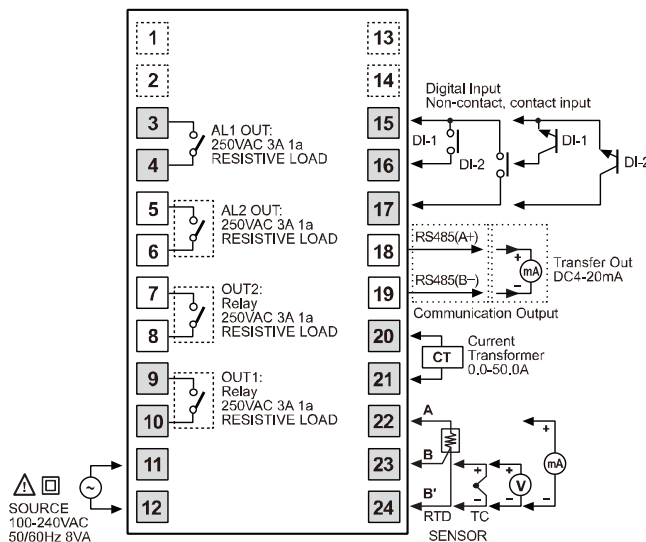 1
2
3
4
AL1 OUT:
250VAC 3A 1a
RESISTIVE LOAD
5
6
AL2 OUT:
250VAC 3A 1a
RESISTIVE LOAD
7
8
OUT2:
Relay
250VAC 3A 1a
RESISTIVE LOAD
9
10
OUT1:
Relay
250VAC 3A 1a
RESISTIVE LOAD
11
12
SOURCE
100-240VAC
50/60Hz 8VA
13
14
15
16
17
Digital Input
Non-contact, contact input
DI-1
DI-2
DI-1
DI-2
18
19
RS485(A+)
RS485(B−)
+
mA
−
Transfer Out
DC4-20mA
Communication Output
20
21
CT
Current
Transformer
0.0-50.0A
22
23
24
A
B
B′
RTD
+
−
TC
+
V
−
+
mA
−
SENSOR